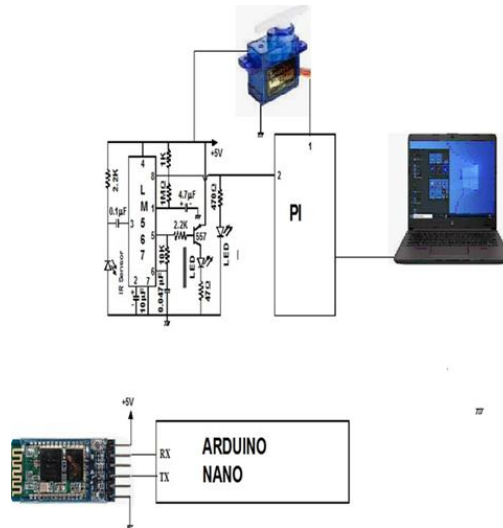 +5V
1
2.2K
4
1K
8
LM567
1MΩ
1
4.7µF
+ -
470Ω
2
PI
0.1µF
3
5
2.2K
557
LED
10K
LED
IR Sensor
6
47Ω
2 7
+
10µF
0.047µF
+5V
RX
ARDUINO
TX
NANO